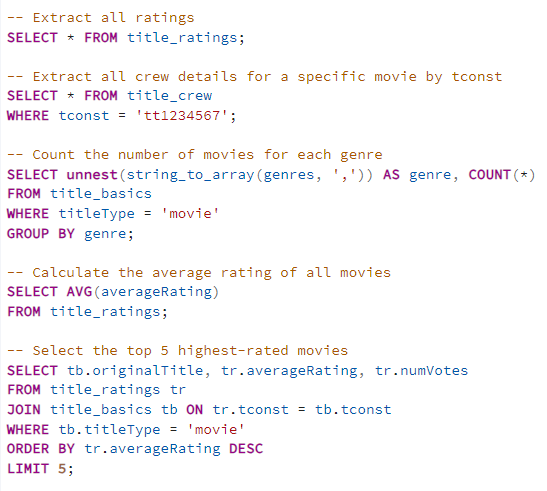 -- Extract all ratings
SELECT * FROM title_ratings;
-- Extract all crew details for a specific movie by tconst
SELECT * FROM title_crew
WHERE tconst = 'tt1234567';
-- Count the number of movies for each genre
SELECT unnest(string_to_array(genres, ',')) AS genre, COUNT(*)
FROM title_basics
WHERE titleType = 'movie'
GROUP BY genre;
-- Calculate the average rating of all movies
SELECT AVG(averageRating)
FROM title_ratings;
-- Select the top 5 highest-rated movies
SELECT tb.originalTitle, tr.averageRating, tr.numVotes
FROM title_ratings tr
JOIN title_basics tb ON tr.tconst = tb.tconst
WHERE tb.titleType = 'movie'
ORDER BY tr.averageRating DESC
LIMIT 5;